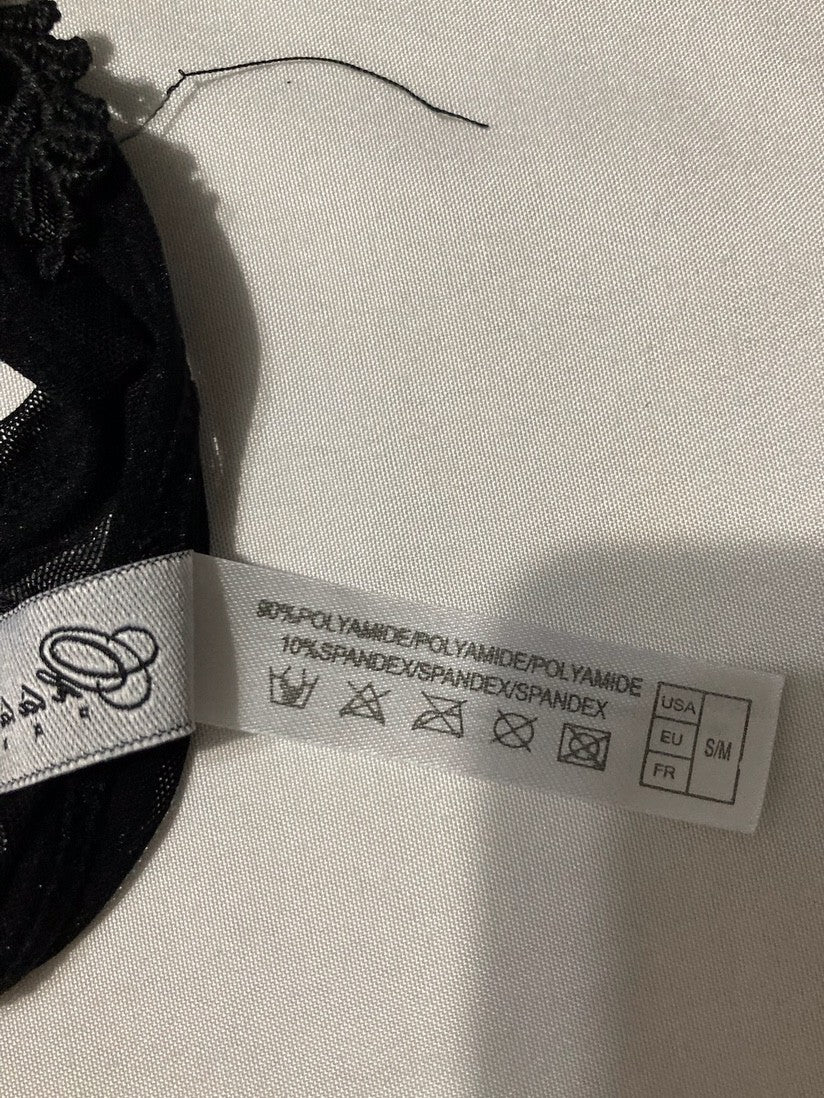 90%POLYAMIDE/POLYAMIDE/POLYAMIDE
10%SPANDEX/SPANDEX/SPANDEX
USA
EU
FR
S/M